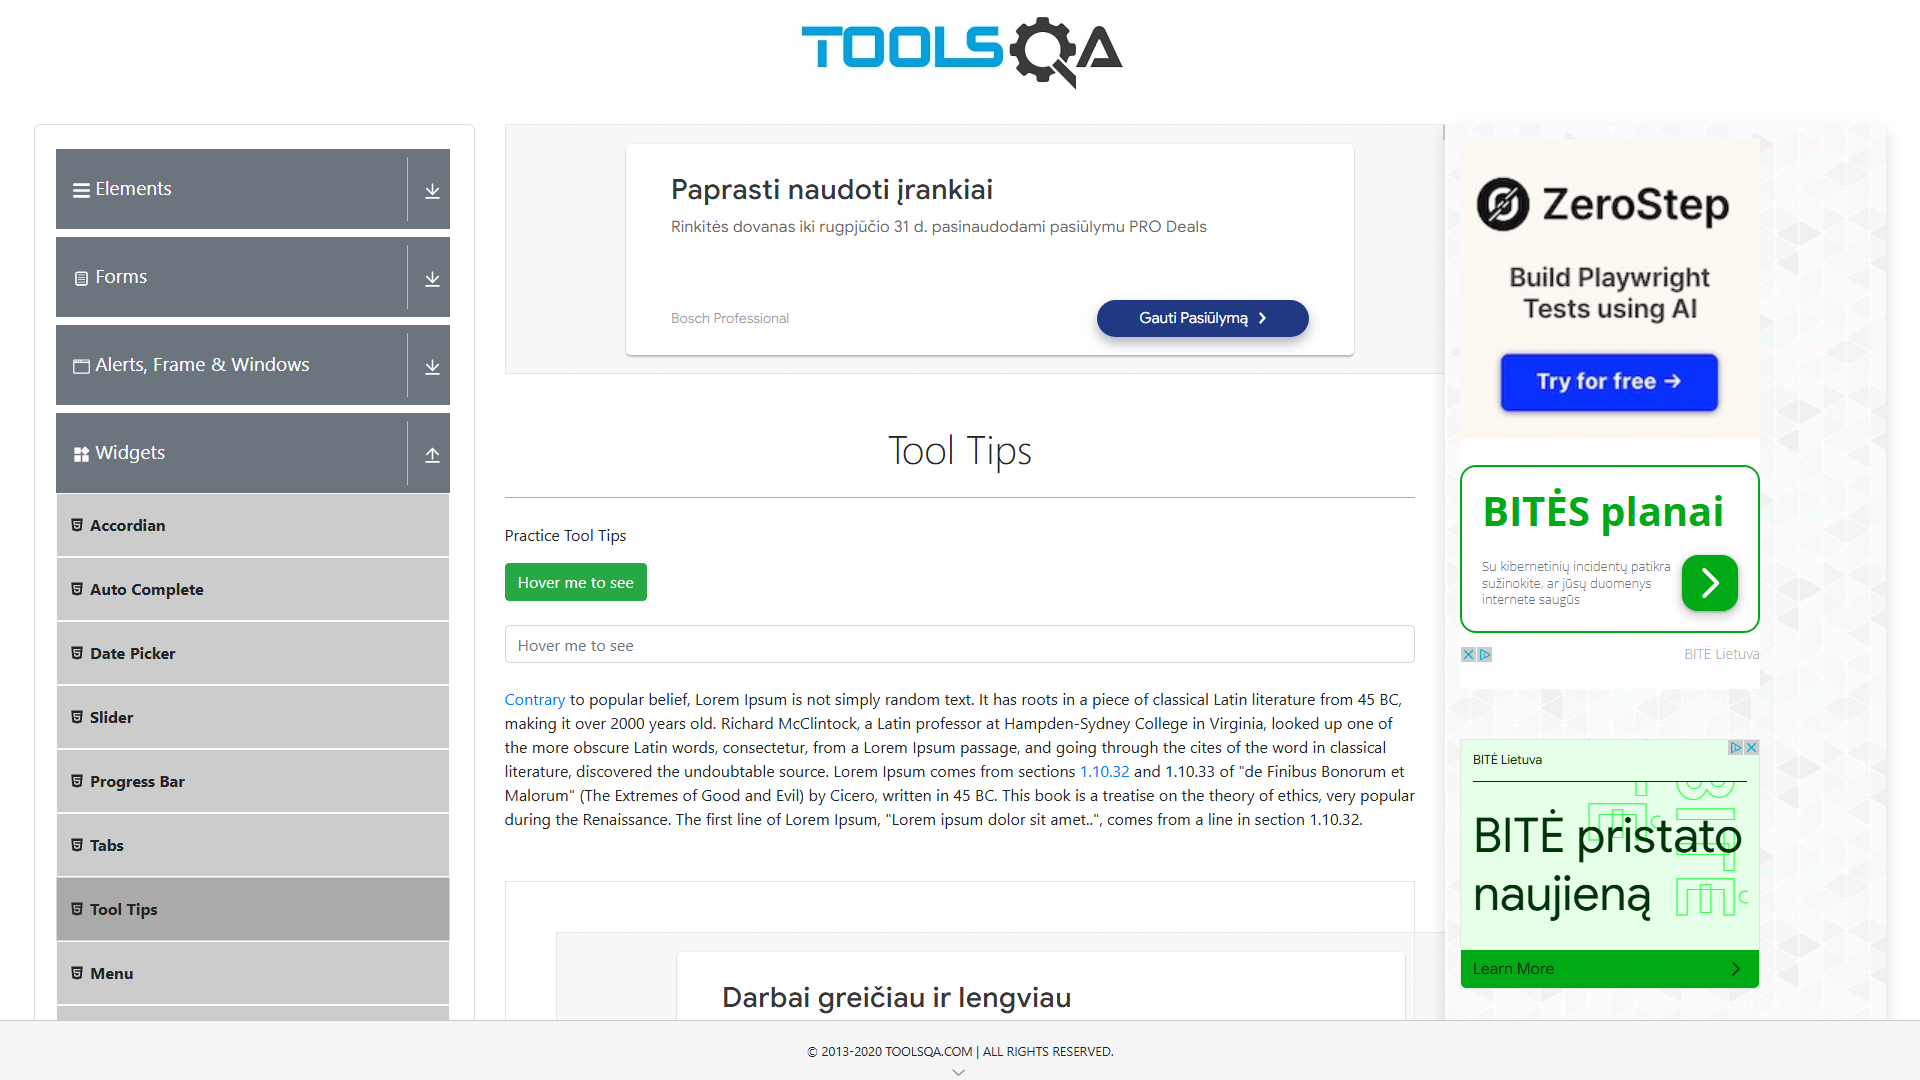 TOOLSQA
Elements
Forms
Alerts, Frame & Windows
Widgets
Accordian
Auto Complete
Date Picker
Slider
Progress Bar
Tabs
Tool Tips
Menu
Paprasti naudoti įrankiai
Rinkitės dovanas iki rugpjūčio 31 d. pasinaudodami pasiūlymu PRO Deals
Bosch Professional
Gauti Pasiūlymą
Tool Tips
Practice Tool Tips
Hover me to see
Hover me to see
Contrary to popular belief, Lorem Ipsum is not simply random text. It has roots in a piece of classical Latin literature from 45 BC,
making it over 2000 years old. Richard McClintock, a Latin professor at Hampden-Sydney College in Virginia, looked up one of
the more obscure Latin words, consectetur, from a Lorem Ipsum passage, and going through the cites of the word in classical
literature, discovered the undoubtable source. Lorem Ipsum comes from sections 1.10.32 and 1.10.33 of "de Finibus Bonorum et
Malorum" (The Extremes of Good and Evil) by Cicero, written in 45 BC. This book is a treatise on the theory of ethics, very popular
during the Renaissance. The first line of Lorem Ipsum, "Lorem ipsum dolor sit amet..", comes from a line in section 1.10.32.
Darbai greičiau ir lengviau
ZeroStep
Build Playwright
Tests using AI
Try for free →
BITĖS planai
Su kibernetinių incidentų patikra
sužinokite, ar jūsų duomenys
internete saugūs
BITĖ Lietuva
BITĖ Lietuva
BITĖ pristato
naujieną
Learn More
© 2013-2020 TOOLSQA.COM | ALL RIGHTS RESERVED.